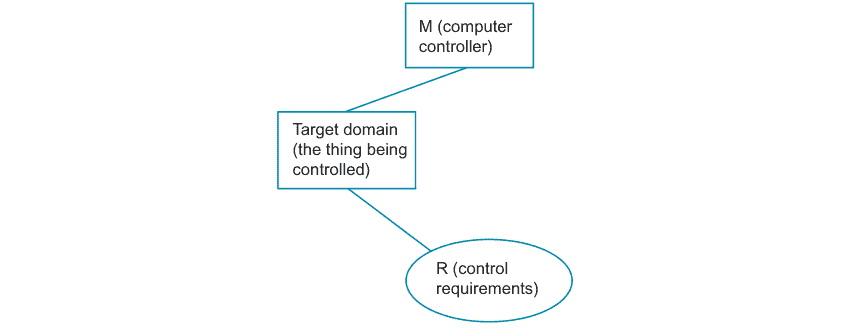 M (computer
controller)
Target domain
(the thing being
controlled)
R (control
requirements)